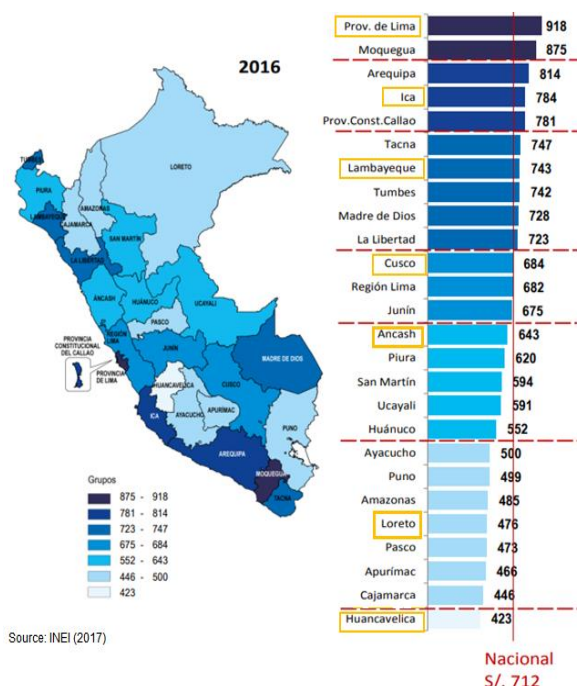 2016
TUMBES
PIURA
LAMBAYEQUE
CAJAMARCA
AMAZONAS
LORETO
SAN MARTÍN
LA LIBERTAD
ÁNCASH
HUÁNUCO
UCAYALI
PASCO
REGIÓN
LIMA
JUNÍN
PROVINCIA
CONSTITUCIONAL
DEL CALLAO
PROVINCIA
DE LIMA
MADRE DE DIOS
HUANCAVELICA
CUSCO
ICA
AYACUCHO
APURÍMAC
PUNO
AREQUIPA
MOQUEGUA
TACNA
Grupos
875 - 918
781 - 814
723 - 747
675 - 684
552 - 643
446 - 500
423
Source: INEI (2017)
Prov. de Lima 918
Moquegua 875
Arequipa 814
Ica 784
Prov.Const.Callao 781
Tacna 747
Lambayeque 743
Tumbes 742
Madre de Dios 728
La Libertad 723
Cusco 684
Región Lima 682
Junín 675
Ancash 643
Piura 620
San Martín 594
Ucayali 591
Huánuco 552
Ayacucho 500
Puno 499
Amazonas 485
Loreto 476
Pasco 473
Apurímac 466
Cajamarca 446
Huancavelica 423
Nacional
S/. 712